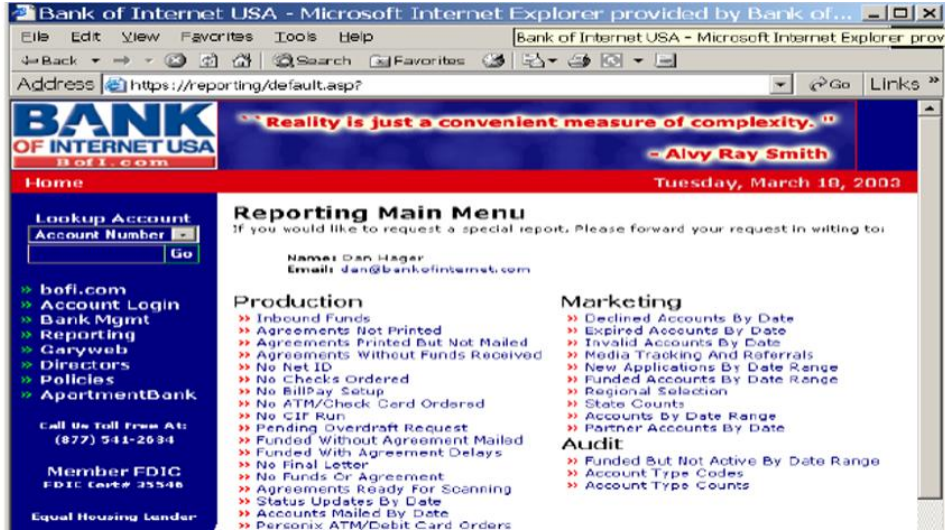 Bank of Internet USA - Microsoft Internet Explorer provided by Bank of...
File Edit View Favorites Tools Help
Bank of Internet USA - Microsoft Internet Explorer prov
Back Search Favorites
Address https://reporting/default.asp? Go Links »
BANK
OF INTERNET USA
BofI.com
``Reality is just a convenient measure of complexity. "
- Alvy Ray Smith
Home
Tuesday, March 18, 2003
Lookup Account
Account Number
Go
» bofi.com
» Account Login
» Bank Mgmt
» Reporting
» Garyweb
» Directors
» Policies
» ApartmentBank
Call Us Toll Free At:
(877) 541-2634
Member FDIC
FDIC Cert# 35546
Equal Housing Lender
Reporting Main Menu
If you would like to request a special report, Please forward your request in writing to:
Name: Dan Hager
Email: dan@bankofinternet.com
Production
» Inbound Funds
» Agreements Not Printed
» Agreements Printed But Not Mailed
» Agreements Without Funds Received
» No Net ID
» No Checks Ordered
» No BillPay Setup
» No ATM/Check Card Ordered
» No CIF Run
» Pending Overdraft Request
» Funded Without Agreement Mailed
» Funded With Agreement Delays
» No Final Letter
» No Funds Or Agreement
» Agreements Ready For Scanning
» Status Updates By Date
» Accounts Mailed By Date
» Personix ATM/Debit Card Orders
Marketing
» Declined Accounts By Date
» Expired Accounts By Date
» Invalid Accounts By Date
» Media Tracking And Referrals
» New Applications By Date Range
» Funded Accounts By Date Range
» Regional Selection
» State Counts
» Accounts By Date Range
» Partner Accounts By Date
Audit
» Funded But Not Active By Date Range
» Account Type Codes
» Account Type Counts